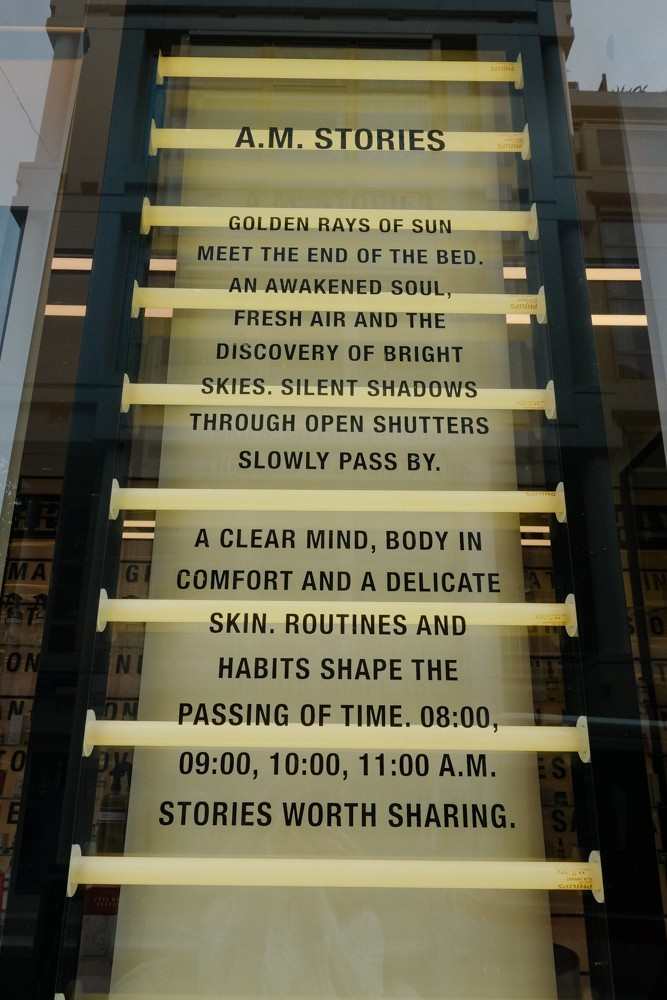 A.M. STORIES
GOLDEN RAYS OF SUN
MEET THE END OF THE BED.
AN AWAKENED SOUL,
FRESH AIR AND THE
DISCOVERY OF BRIGHT
SKIES. SILENT SHADOWS
THROUGH OPEN SHUTTERS
SLOWLY PASS BY.
A CLEAR MIND, BODY IN
COMFORT AND A DELICATE
SKIN. ROUTINES AND
HABITS SHAPE THE
PASSING OF TIME. 08:00,
09:00, 10:00, 11:00 A.M.
STORIES WORTH SHARING.
PHILIPS